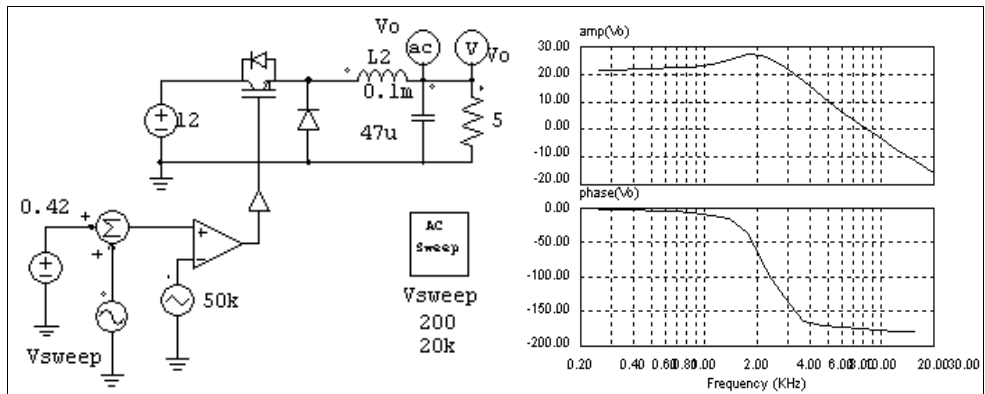 Vo
ac
V
Vo
L2
0.1m
12
47u
5
0.42
+
Σ
+
+
−
50k
Vsweep
AC
Sweep
Vsweep
200
20k
amp(Vo)
30.00
20.00
10.00
0.00
-10.00
-20.00
phase(Vo)
0.00
-50.00
-100.00
-150.00
-200.00
0.20 0.40 0.60 0.80 1.00 2.00 4.00 6.00 8.00 10.00 20.00 30.00
Frequency (KHz)